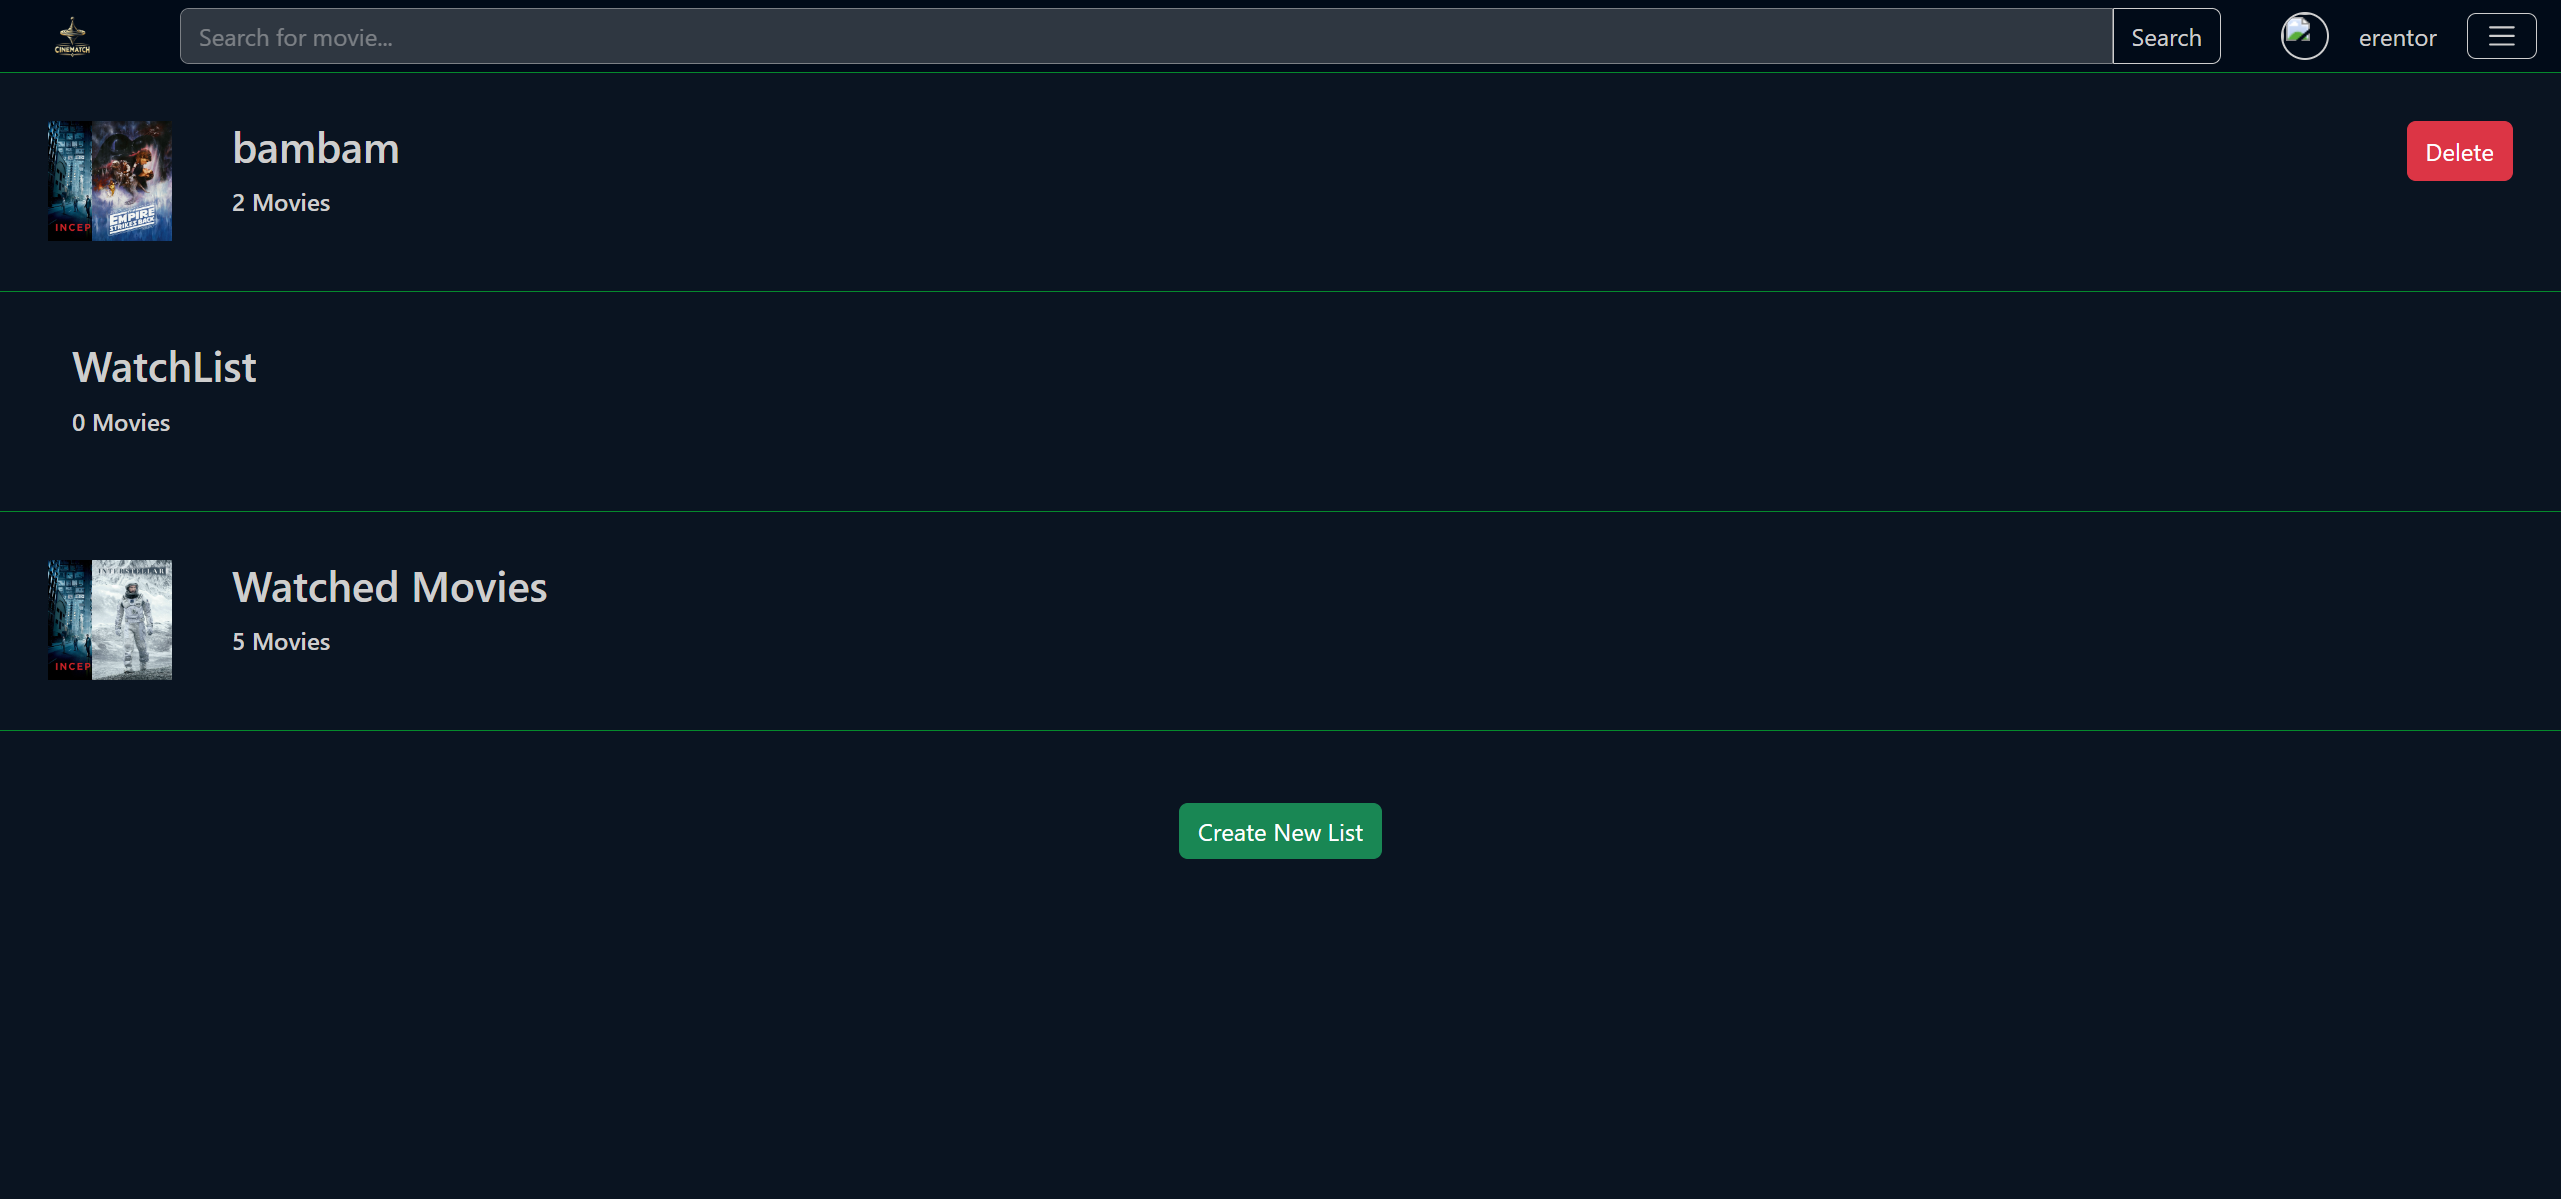 CINEMATCH
Search for movie...
Search
erentor
INCEP
EMPIRE
STRIKES BACK
bambam
2 Movies
Delete
WatchList
0 Movies
INCEP
INTERSTELLAR
Watched Movies
5 Movies
Create New List